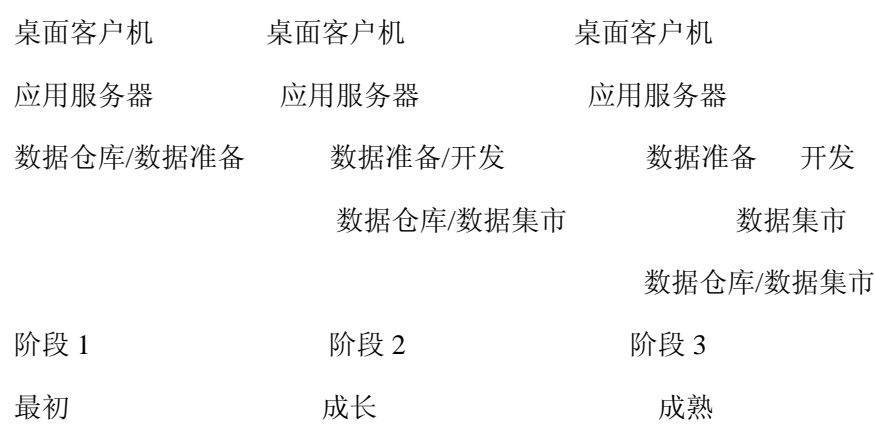 桌面客户机 桌面客户机 桌面客户机
应用服务器 应用服务器 应用服务器
数据仓库/数据准备 数据准备/开发 数据准备 开发
数据仓库/数据集市 数据集市
数据仓库/数据集市
阶段 1 阶段 2 阶段 3
最初 成长 成熟